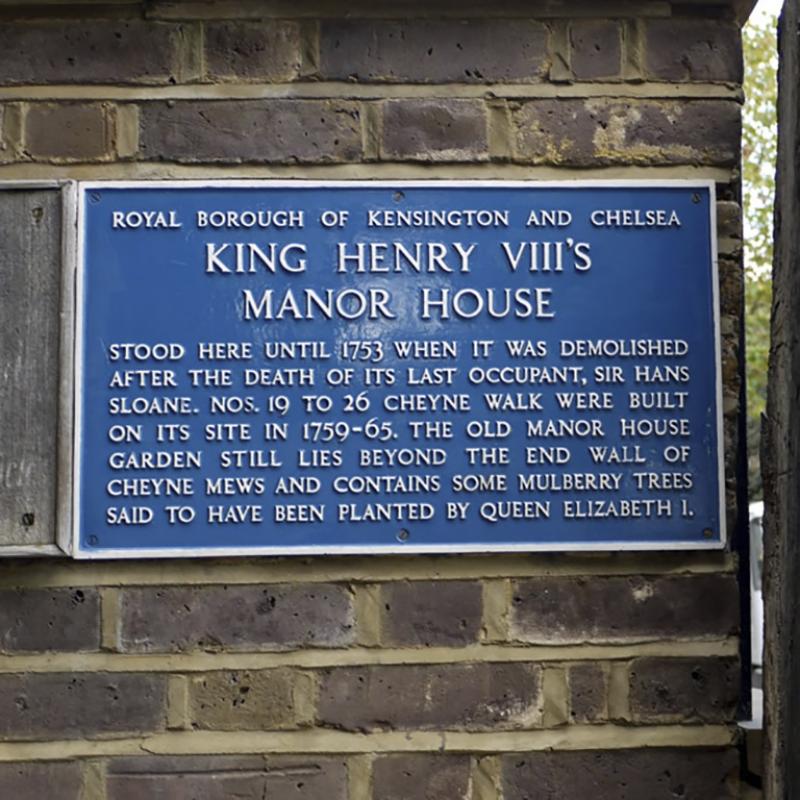 ROYAL BOROUGH OF KENSINGTON AND CHELSEA
KING HENRY VIII'S
MANOR HOUSE
STOOD HERE UNTIL 1753 WHEN IT WAS DEMOLISHED
AFTER THE DEATH OF ITS LAST OCCUPANT, SIR HANS
SLOANE. NOS. 19 TO 26 CHEYNE WALK WERE BUILT
ON ITS SITE IN 1759-65. THE OLD MANOR HOUSE
GARDEN STILL LIES BEYOND THE END WALL OF
CHEYNE MEWS AND CONTAINS SOME MULBERRY TREES
SAID TO HAVE BEEN PLANTED BY QUEEN ELIZABETH I.